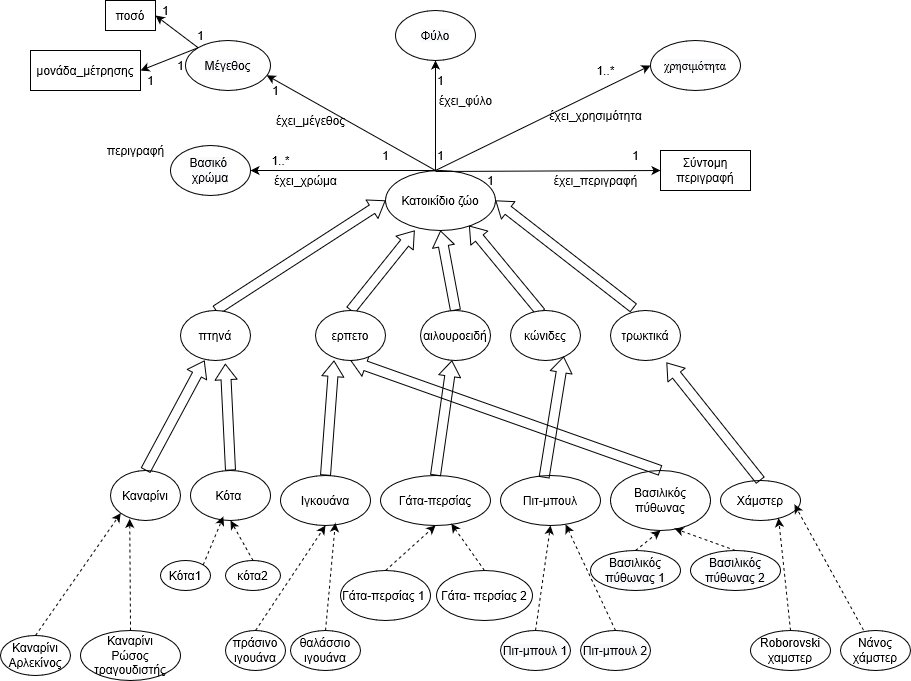 ποσό
1
1
μονάδα_μέτρησης
1
1
Μέγεθος
Φύλο
χρησιμότητα
1
1
1..*
έχει_φύλο
έχει_μέγεθος
έχει_χρησιμότητα
περιγραφή
Βασικό
χρώμα
1..*
1
1
1
Σύντομη
περιγραφή
έχει_χρώμα
1
έχει_περιγραφή
Κατοικίδιο ζώο
πτηνά
ερπετο
αιλουροειδή
κώνιδες
τρωκτικά
Καναρίνι
Κότα
Ιγκουάνα
Γάτα-περσίας
Πιτ-μπουλ
Βασιλικός
πύθωνας
Χάμστερ
Κότα1
κότα2
Γάτα-περσίας 1
Γάτα- περσίας 2
Βασιλικός
πύθωνας 1
Βασιλικός
πύθωνας 2
Καναρίνι
Αρλεκίνος
Καναρίνι
Ρώσος
τραγουδιστής
πράσινο
ιγουάνα
θαλάσσιο
ιγουάνα
Πιτ-μπουλ 1
Πιτ-μπουλ 2
Roborovski
χαμστερ
Νάνος
χάμστερ